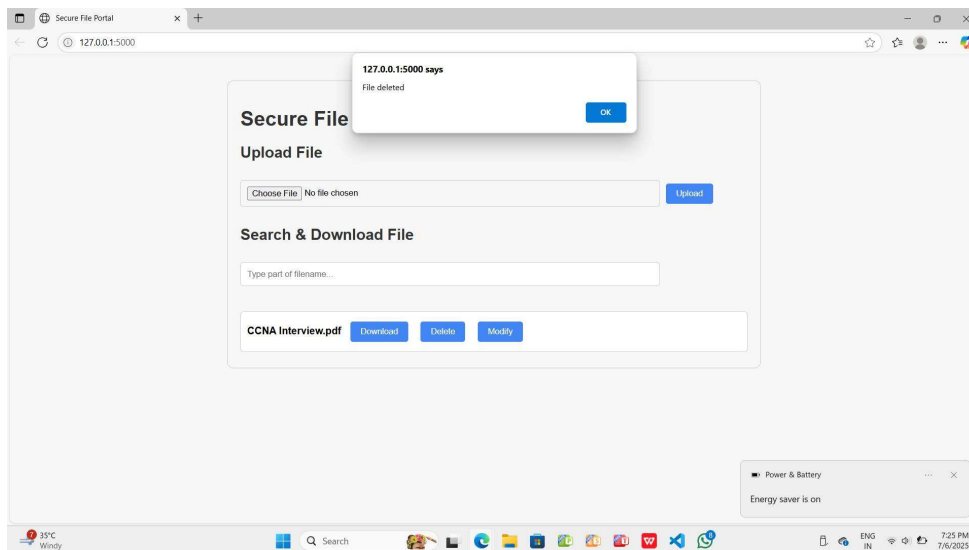 Secure File Portal
127.0.0.1:5000
127.0.0.1:5000 says
File deleted
OK
Secure File
Upload File
Choose File No file chosen
Upload
Search & Download File
Type part of filename...
CCNA Interview.pdf Download Delete Modify
Power & Battery
Energy saver is on
7
35°C
Windy
Search
ENG
IN
7:25 PM
7/6/2025